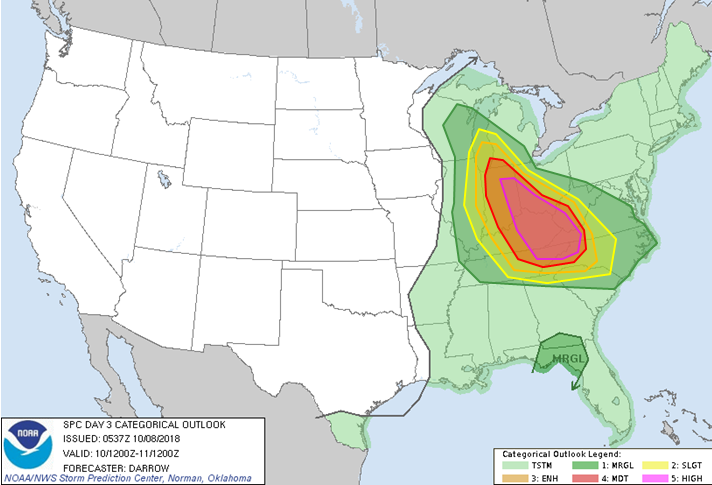 MRGL
SPC DAY 3 CATEGORICAL OUTLOOK
ISSUED: 0537Z 10/08/2018
VALID: 10/1200Z-11/1200Z
FORECASTER: DARROW
NOAA/NWS Storm Prediction Center, Norman, Oklahoma
NOAA
Categorical Outlook Legend:
TSTM 1: MRGL 2: SLGT
3: ENH 4: MDT 5: HIGH